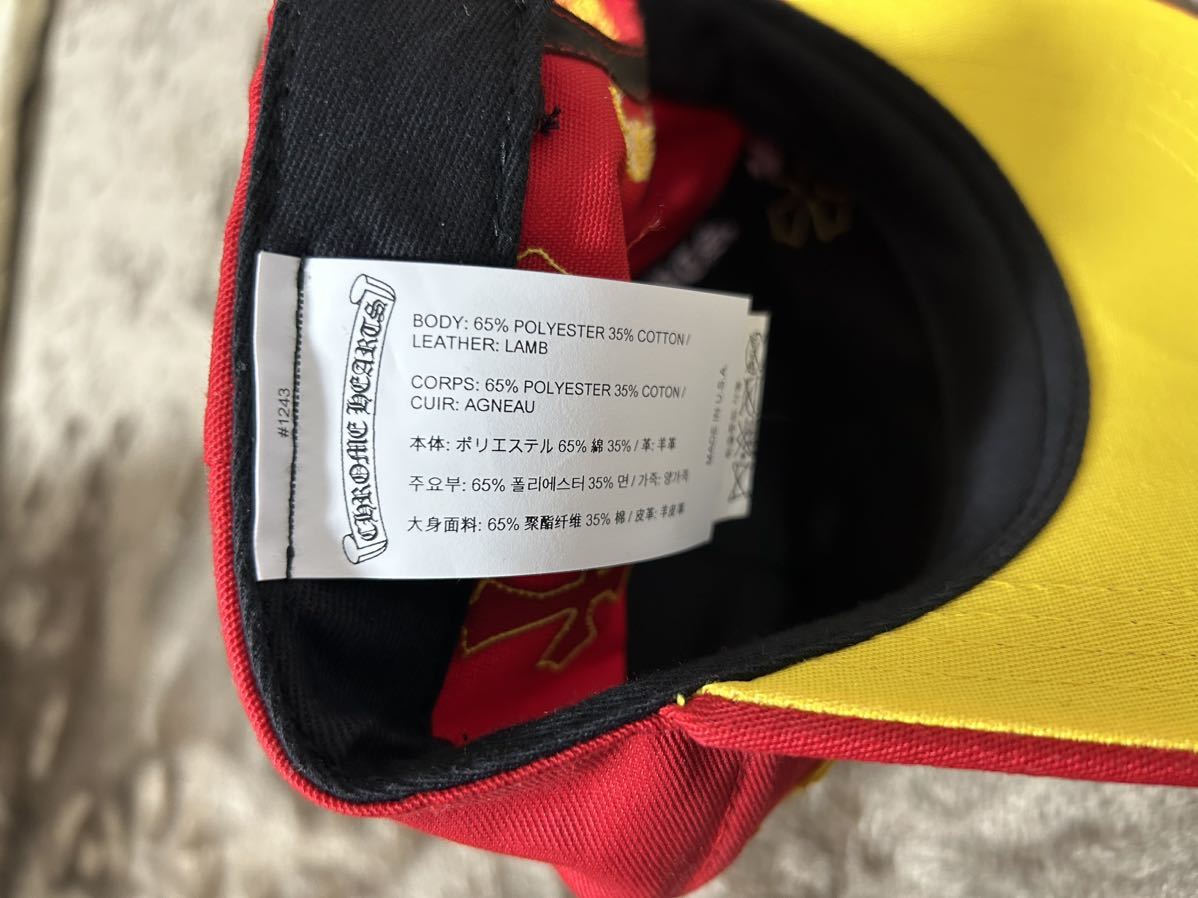 #1243
CHROME HEARTS
BODY: 65% POLYESTER 35% COTTON /
LEATHER: LAMB
CORPS: 65% POLYESTER 35% COTON /
CUIR: AGNEAU
本体: ポリエステル 65% 綿 35% / 革: 羊革
주요부: 65% 폴리에스터 35% 면 / 가죽: 양가죽
大身面料: 65% 聚酯纤维 35% 棉 / 皮革: 羊皮革
MADE IN U.S.A